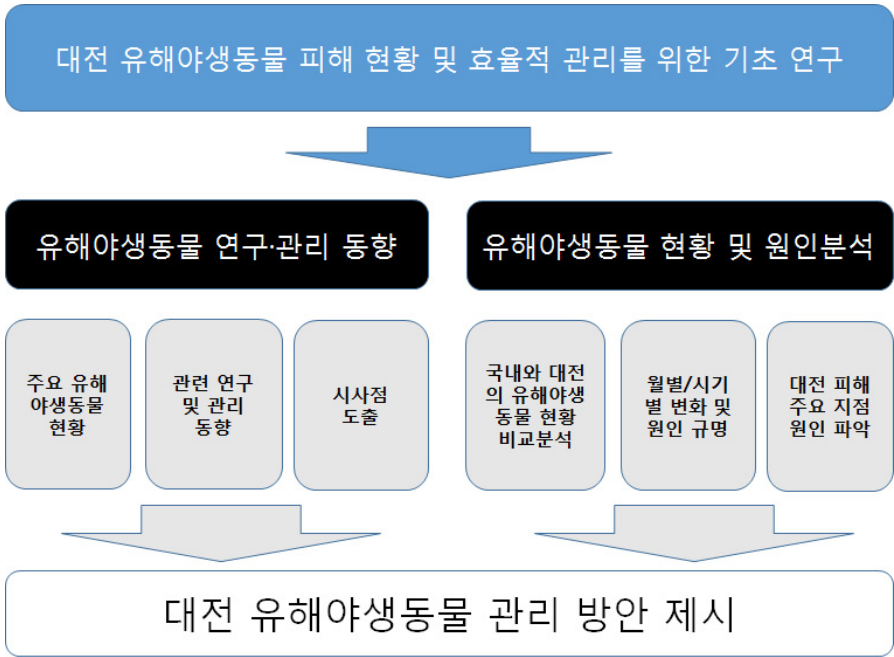 대전 유해야생동물 피해 현황 및 효율적 관리를 위한 기초 연구
유해야생동물 연구·관리 동향
유해야생동물 현황 및 원인분석
주요 유해
야생동물
현황
관련 연구
및 관리
동향
시사점
도출
국내와 대전
의 유해야생
동물 현황
비교분석
월별/시기
별 변화 및
원인 규명
대전 피해
주요 지점
원인 파악
대전 유해야생동물 관리 방안 제시